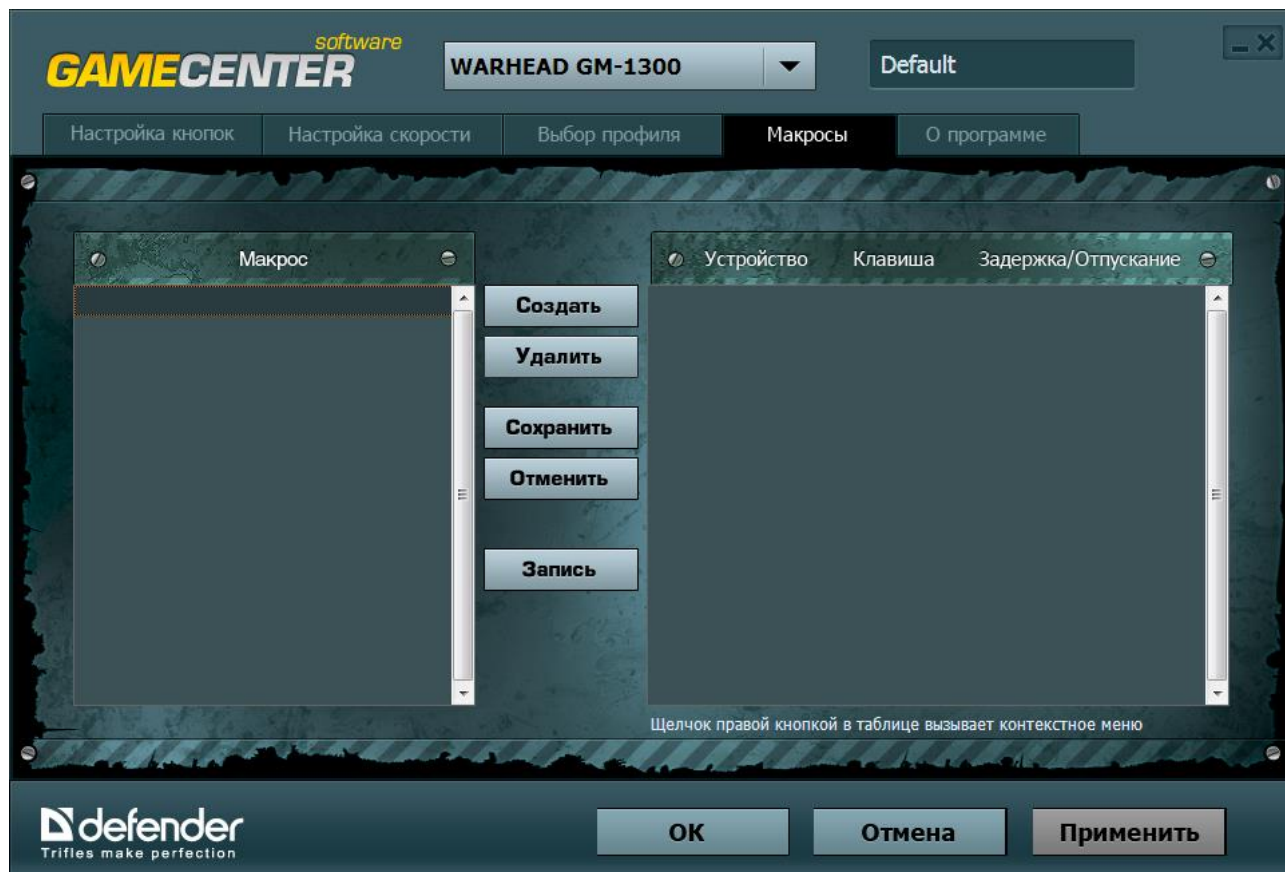 software
GAMECENTER
WARHEAD GM-1300
Default
Настройка кнопок
Настройка скорости
Выбор профиля
Макросы
О программе
Макрос
Устройство Клавиша Задержка/Отпускание
Создать
Удалить
Сохранить
Отменить
Запись
Щелчок правой кнопкой в таблице вызывает контекстное меню
defender
Trifles make perfection
ОК
Отмена
Применить